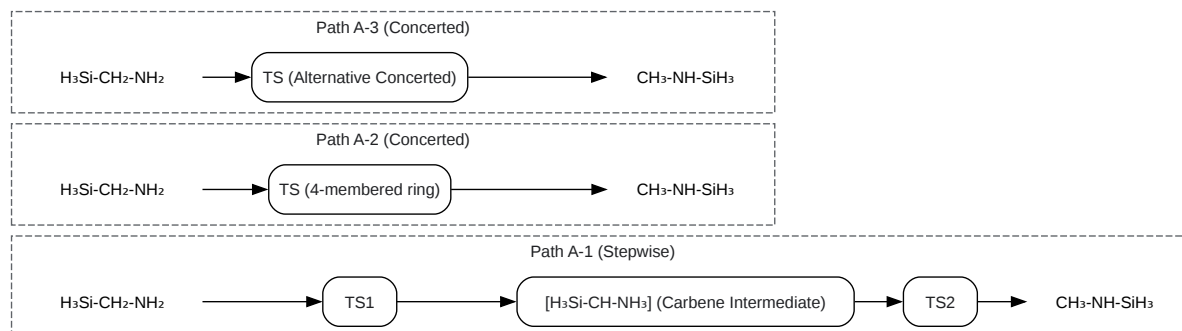 Path A-3 (Concerted)
H₃Si-CH₂-NH₂ TS (Alternative Concerted) CH₃-NH-SiH₃
Path A-2 (Concerted)
H₃Si-CH₂-NH₂ TS (4-membered ring) CH₃-NH-SiH₃
Path A-1 (Stepwise)
H₃Si-CH₂-NH₂ TS1 [H₃Si-CH-NH₃] (Carbene Intermediate) TS2 CH₃-NH-SiH₃